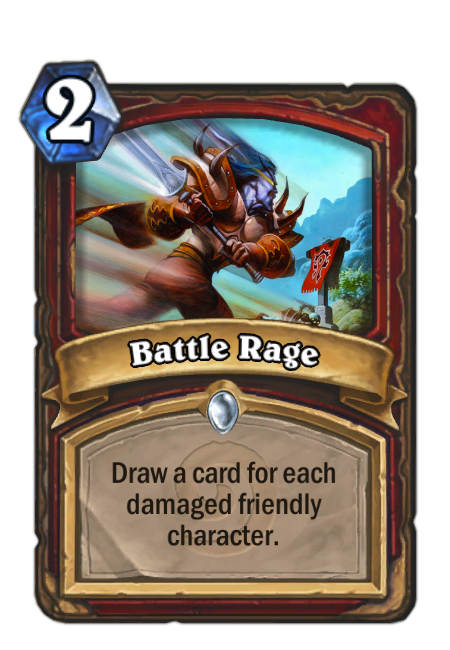 2
Battle Rage
Draw a card for each
damaged friendly
character.